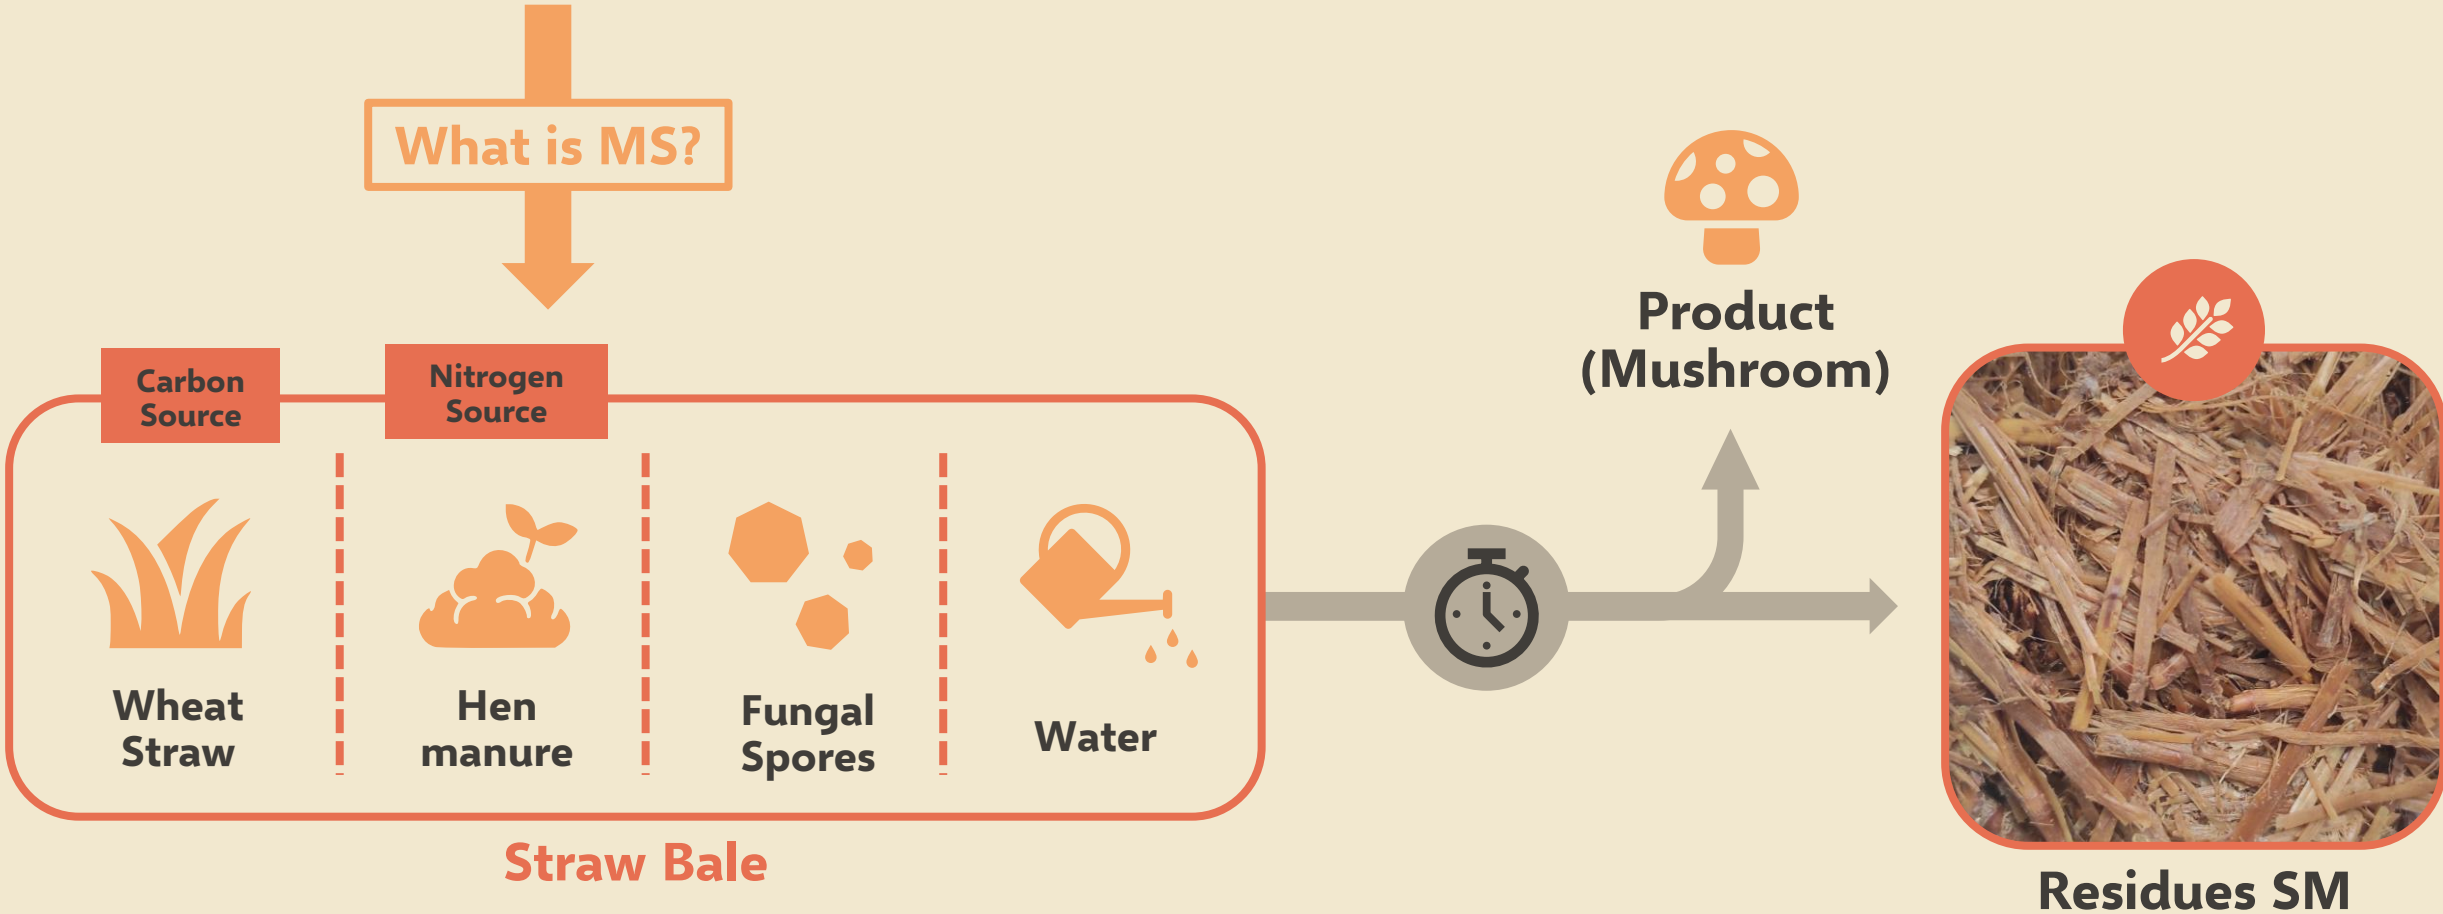 What is MS?
Carbon
Source
Nitrogen
Source
Wheat
Straw
Hen
manure
Fungal
Spores
Water
Straw Bale
Product
(Mushroom)
Residues SM